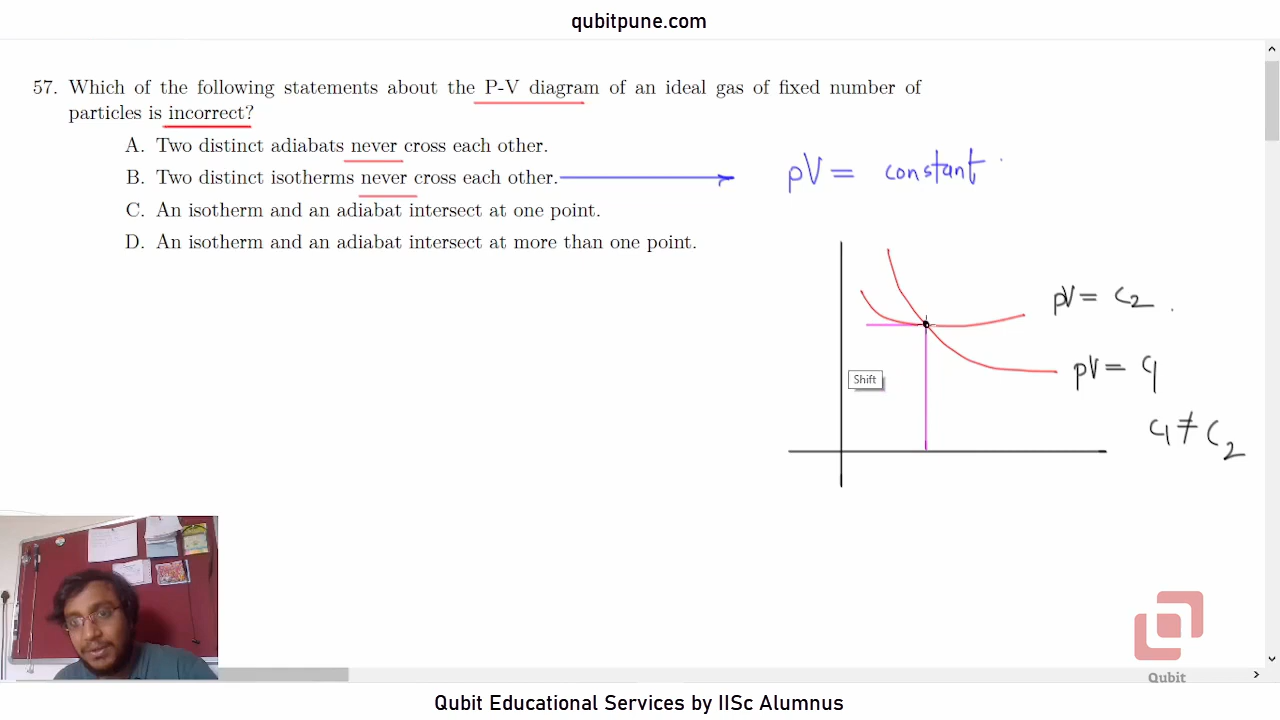 qubitpune.com
57. Which of the following statements about the P-V diagram of an ideal gas of fixed number of
particles is incorrect?
A. Two distinct adiabats never cross each other.
B. Two distinct isotherms never cross each other.
pV = constant
C. An isotherm and an adiabat intersect at one point.
D. An isotherm and an adiabat intersect at more than one point.
pV = C2
pV = C1
Shift
C1 ≠ C2
Qubit
Qubit Educational Services by IISc Alumnus